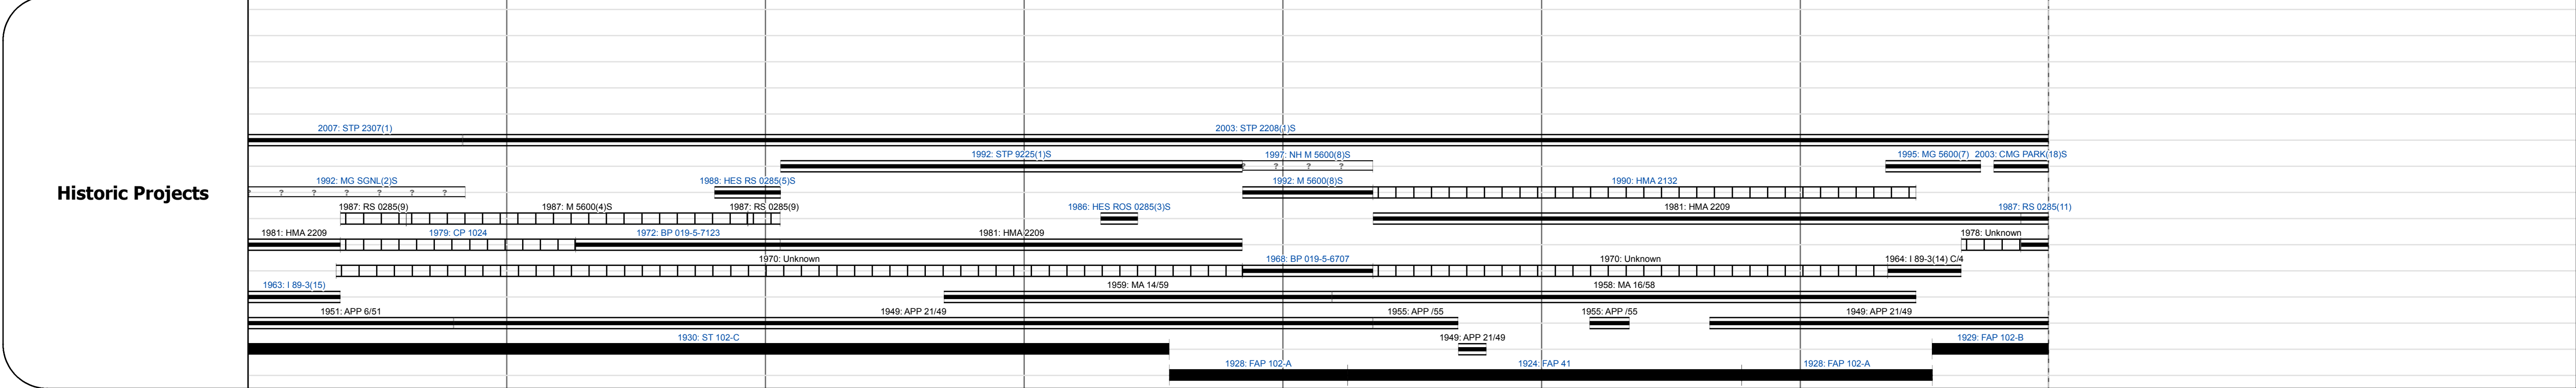 2007: STP 2307(1) 2003: STP 2208(1)S
1992: STP 9225(1)S 1997: NH M 5600(8)S 1995: MG 5600(7) 2003: CMG PARK(18)S
? ? ? ?
1992: MG SGNL(2)S 1988: HES RS 0285(5)S 1992: M 5600(8)S 1990: HMA 2132
? ? ? ? ? ? ?
Historic Projects
1987: RS 0285(9) 1987: M 5600(4)S 1987: RS 0285(9) 1986: HES ROS 0285(3)S 1981: HMA 2209 1987: RS 0285(11)
1981: HMA 2209 1979: CP 1024 1972: BP 019-5-7123 1981: HMA 2209 1978: Unknown
1970: Unknown 1968: BP 019-5-6707 1970: Unknown 1964: I 89-3(14) C/4
1963: I 89-3(15) 1959: MA 14/59 1958: MA 16/58
1951: APP 6/51 1949: APP 21/49 1955: APP /55 1955: APP /55 1949: APP 21/49
1930: ST 102-C 1949: APP 21/49 1929: FAP 102-B
1928: FAP 102-A 1924: FAP 41 1928: FAP 102-A